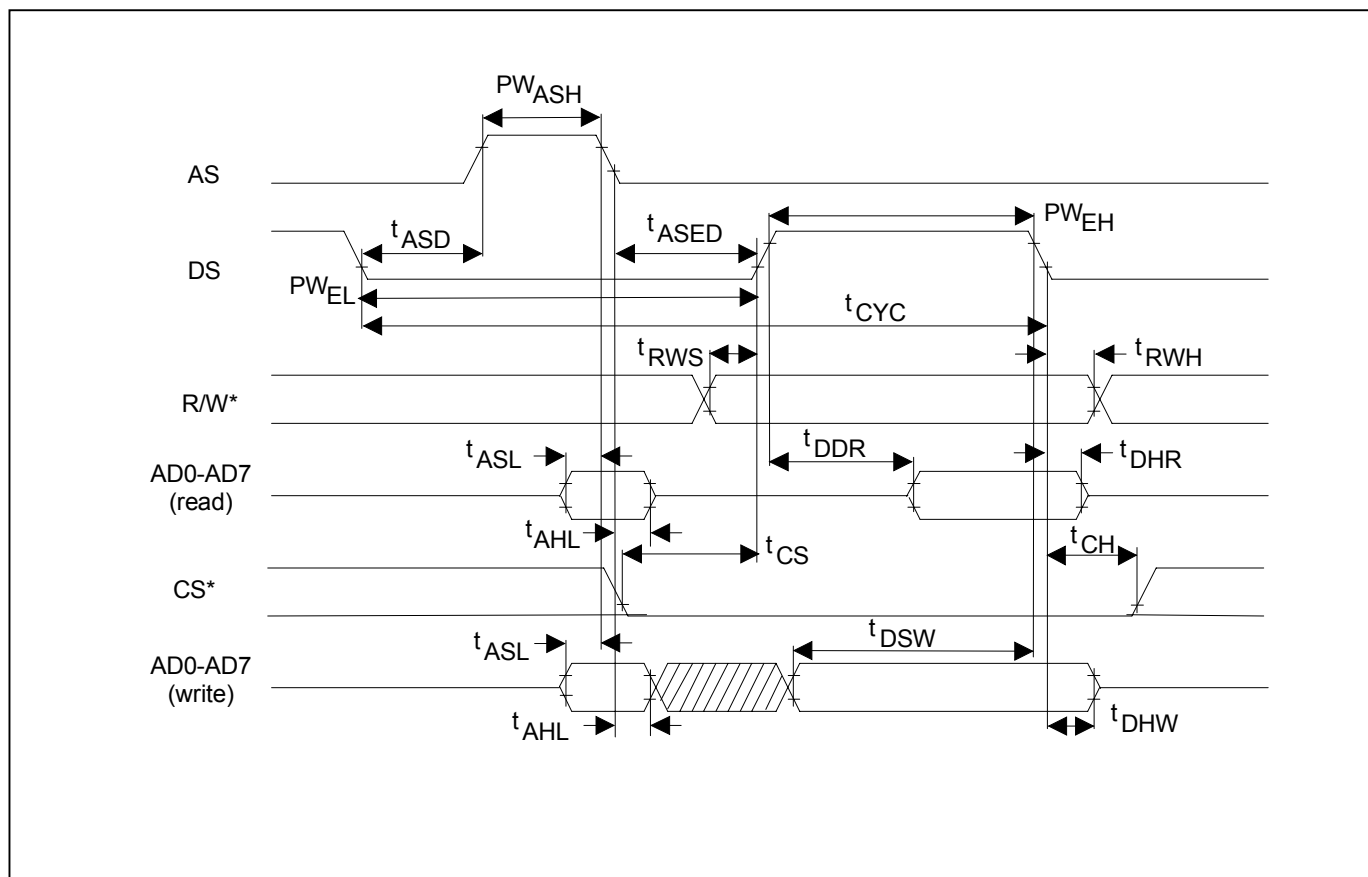 PWASH
AS
tASD
tASED
PWEH
DS
PWEL
tCYC
tRWS
tRWH
R/W*
tASL
tDDR
tDHR
AD0-AD7
(read)
tAHL
tCS
tCH
CS*
tASL
tDSW
AD0-AD7
(write)
tAHL
tDHW